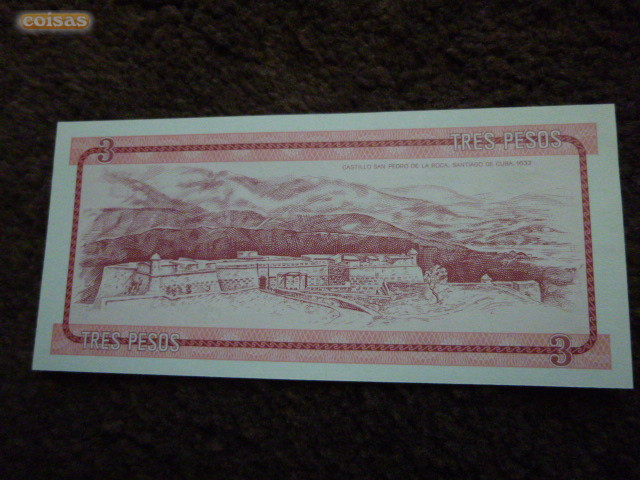 coisas
3
TRES PESOS
CASTILLO SAN PEDRO DE LA ROCA, SANTIAGO DE CUBA, 1633
TRES PESOS
3